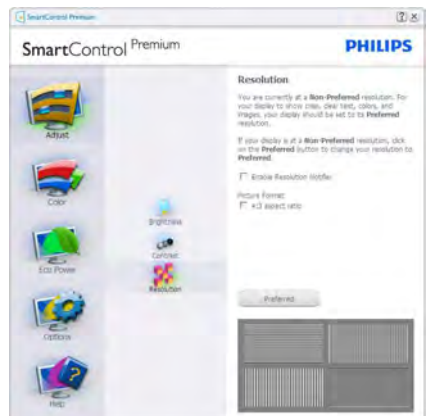 SmartControl Premium
SmartControl Premium
PHILIPS
Adjust
Color
Eco Power
Options
Help
Brightness
Contrast
Resolution
Resolution
You are currently at a Non-Preferred resolution. For
your display to show crisp, clear text, colors, and
images, your display should be set to its Preferred
resolution.
If your display is at a Non-Preferred resolution, click
on the Preferred button to change your resolution to
Preferred.
Enable Resolution Notifier
Picture Format
4:3 aspect ratio
Preferred